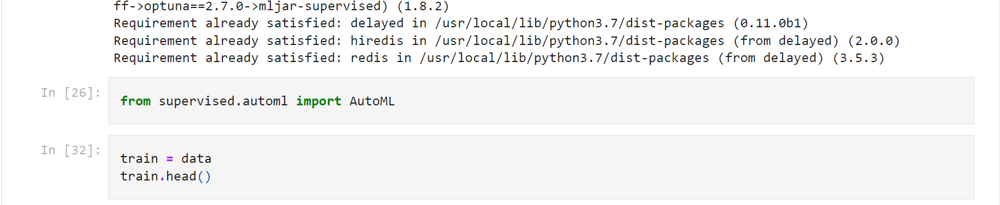 ff->optuna==2.7.0->mljar-supervised) (1.8.2)
Requirement already satisfied: delayed in /usr/local/lib/python3.7/dist-packages (0.11.0b1)
Requirement already satisfied: hiredis in /usr/local/lib/python3.7/dist-packages (from delayed) (2.0.0)
Requirement already satisfied: redis in /usr/local/lib/python3.7/dist-packages (from delayed) (3.5.3)
In [26]:
from supervised.automl import AutoML
In [32]:
train = data
train.head()